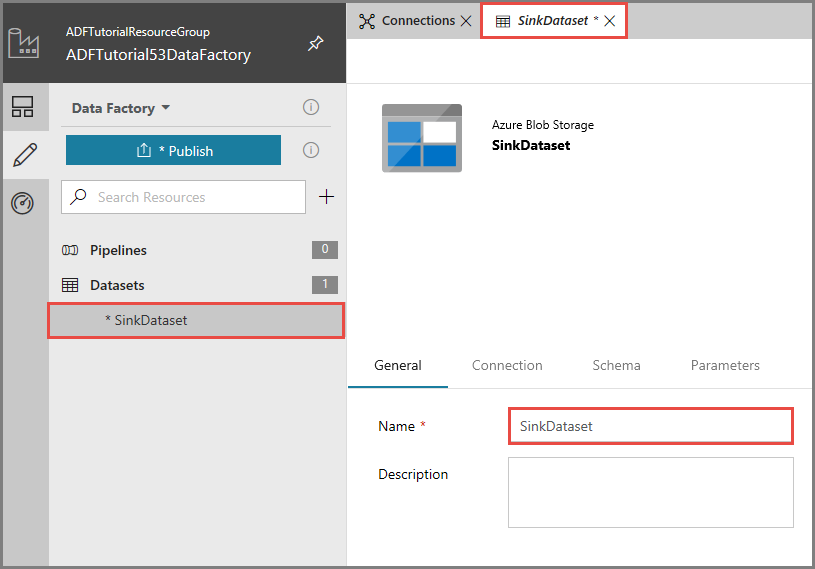 ADFTutorialResourceGroup
ADFTutorial53DataFactory
Connections
SinkDataset *
Data Factory
* Publish
Search Resources
Pipelines 0
Datasets 1
* SinkDataset
Azure Blob Storage
SinkDataset
General Connection Schema Parameters
Name * SinkDataset
Description